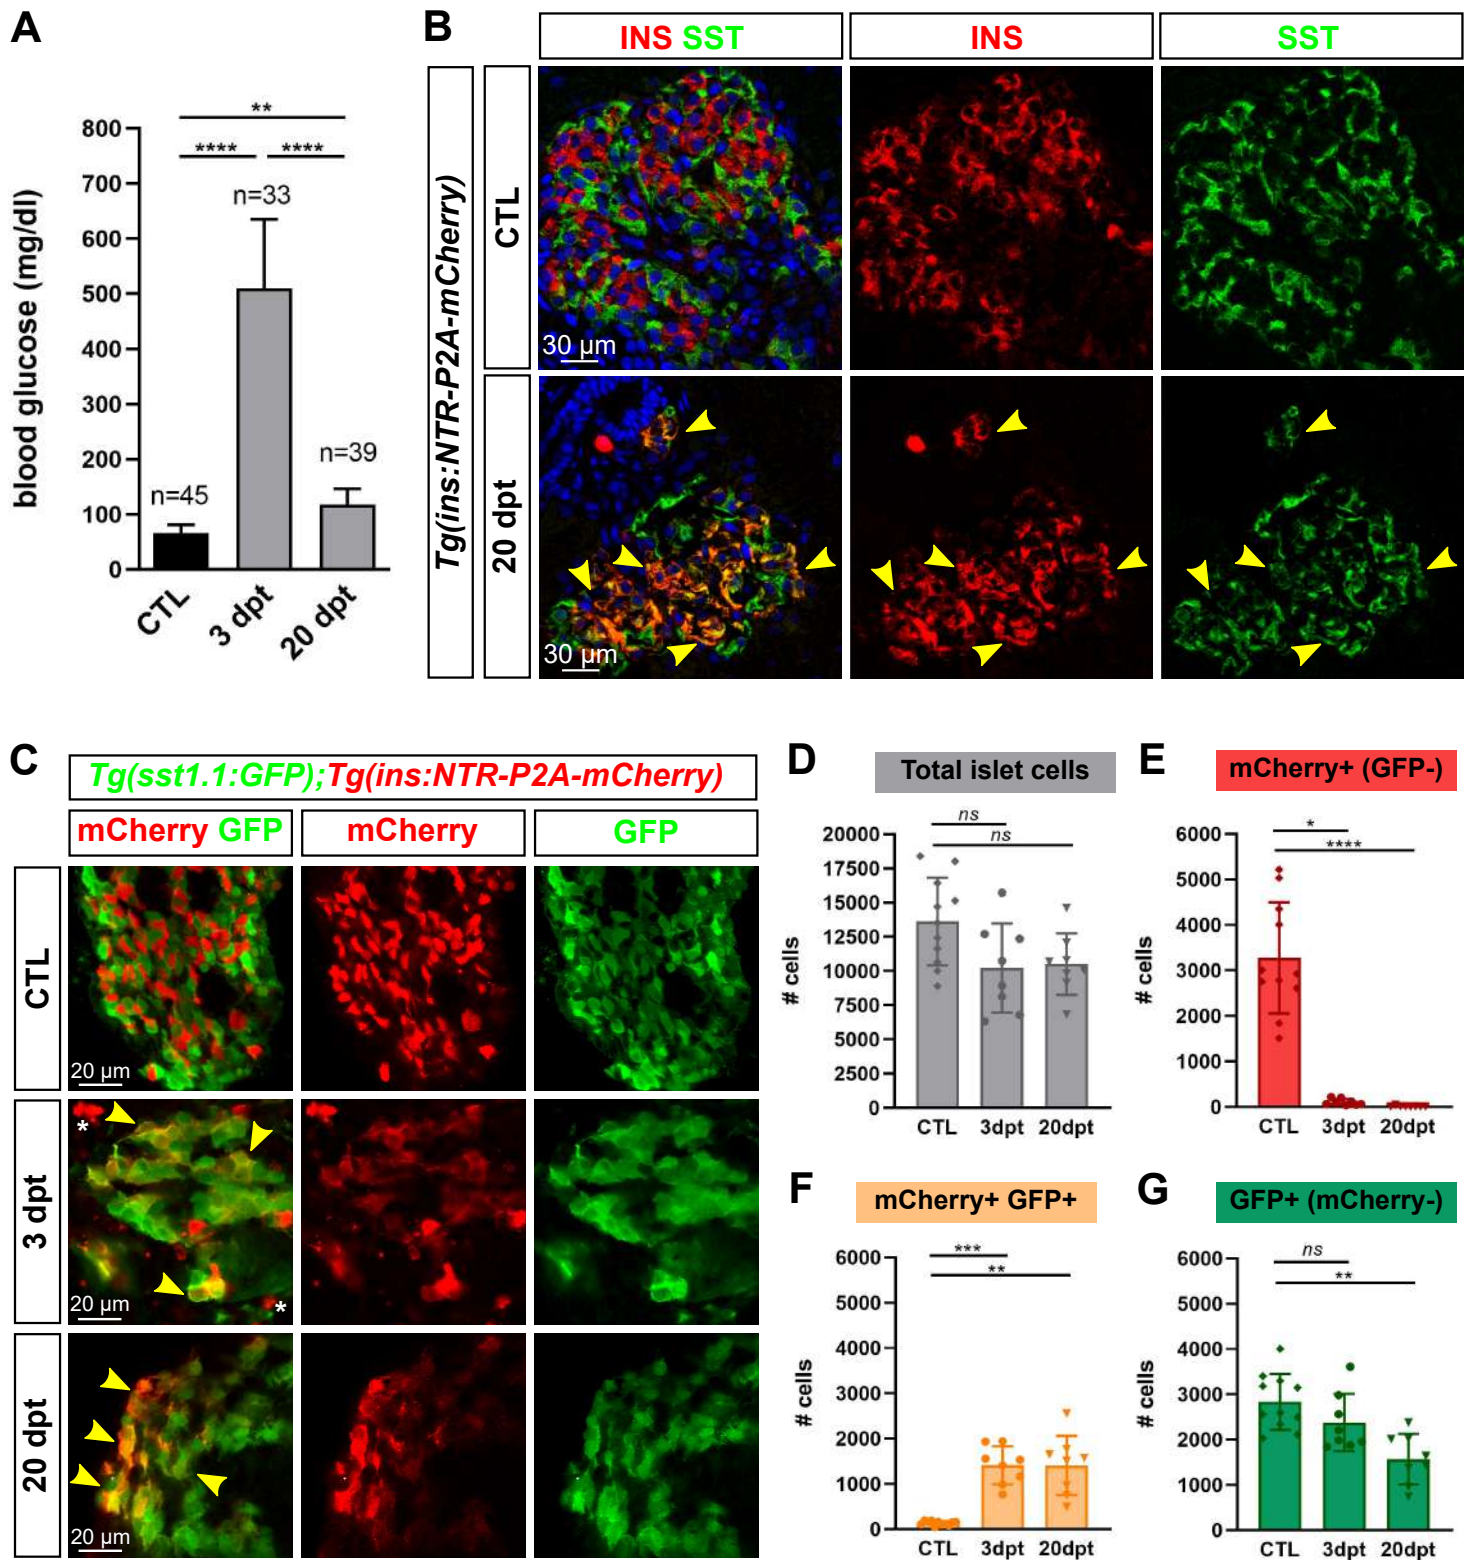 A
**
**** ****
800
700
600
500
400
300
200
100
0
blood glucose (mg/dl)
n=45
n=33
n=39
CTL
3 dpt
20 dpt
B
INS SST
INS
SST
Tg(ins:NTR-P2A-mCherry)
CTL
30 µm
20 dpt
30 µm
C
Tg(sst1.1:GFP);Tg(ins:NTR-P2A-mCherry)
mCherry GFP
mCherry
GFP
CTL
20 µm
3 dpt
*
20 µm
*
20 dpt
20 µm
D
Total islet cells
ns
ns
20000
17500
15000
12500
10000
7500
5000
2500
0
# cells
CTL 3dpt 20dpt
E
mCherry+ (GFP-)
*
****
6000
5000
4000
3000
2000
1000
0
# cells
CTL 3dpt 20dpt
F
mCherry+ GFP+
***
**
6000
5000
4000
3000
2000
1000
0
# cells
CTL 3dpt 20dpt
G
GFP+ (mCherry-)
ns
**
6000
5000
4000
3000
2000
1000
0
# cells
CTL 3dpt 20dpt